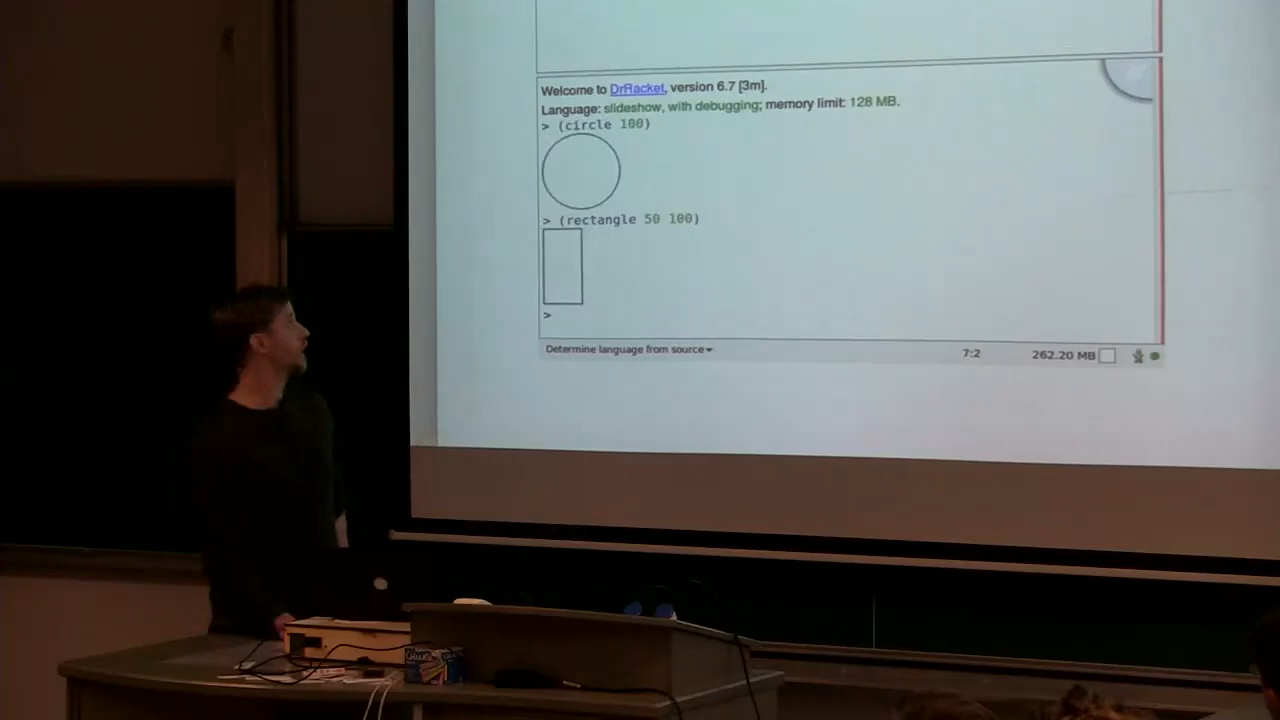 Welcome to DrRacket, version 6.7 [3m].
Language: slideshow, with debugging; memory limit: 128 MB.
> (circle 100)
> (rectangle 50 100)
>
Determine language from source 7:2 262.20 MB